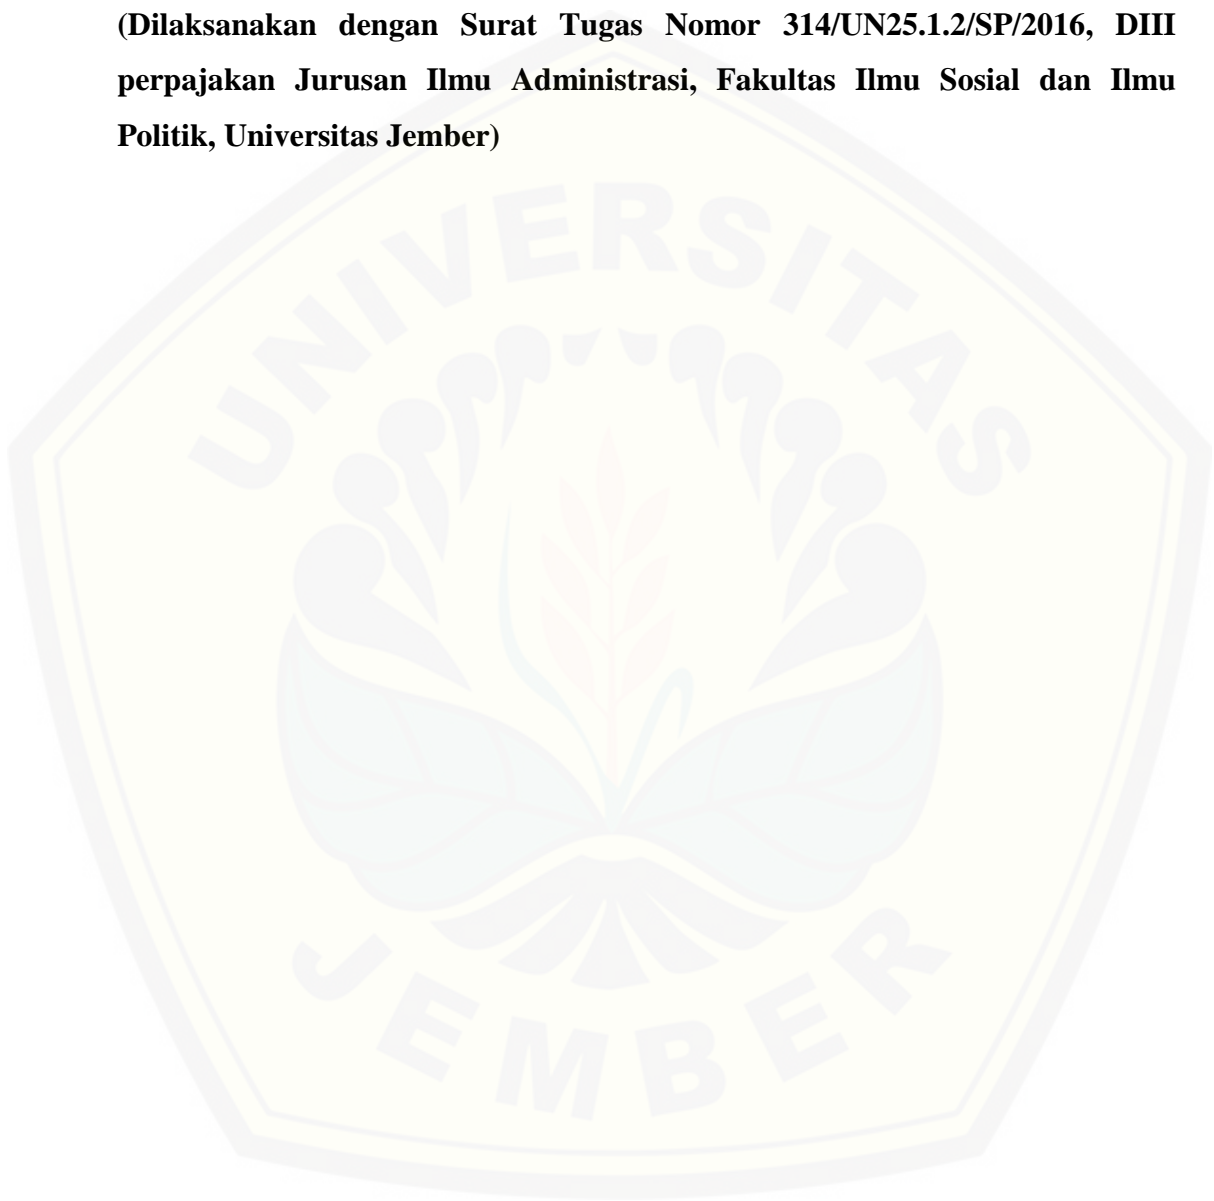 (Dilaksanakan dengan Surat Tugas Nomor 314/UN25.1.2/SP/2016, DIII
perpajakan Jurusan Ilmu Administrasi, Fakultas Ilmu Sosial dan Ilmu
Politik, Universitas Jember)
UNIVERSITAS
JEMBER